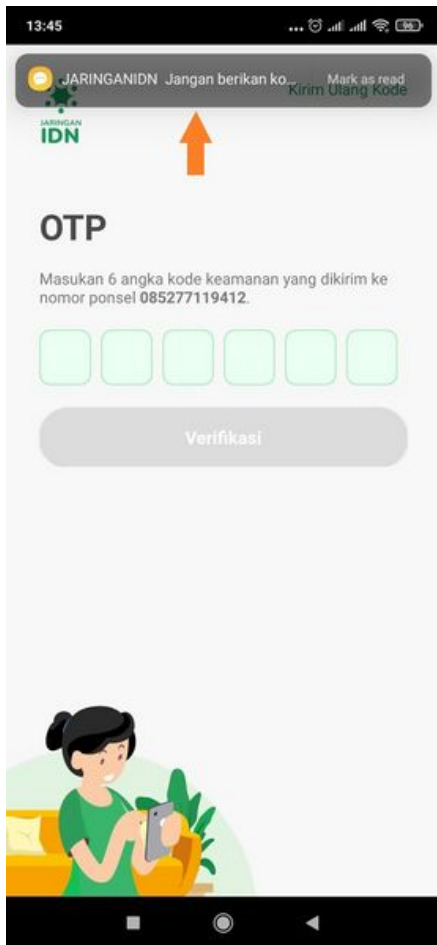 13:45
96
JARINGANIDN Jangan berikan ko... Mark as read
Kirim Ulang Kode
JARINGAN
IDN
OTP
Masukan 6 angka kode keamanan yang dikirim ke
nomor ponsel 085277119412.
Verifikasi